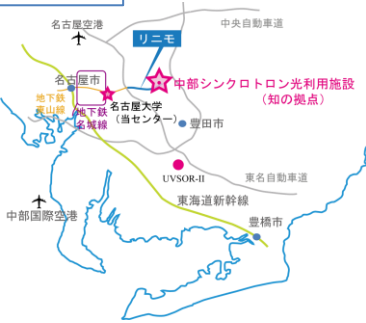 名古屋空港
中央自動車道
リニモ
名古屋市
中部シンクロトロン光利用施設
（知の拠点）
地下鉄
東山線
地下鉄
名城線
名古屋大学
（当センター）
豊田市
UVSOR-II
東名自動車道
東海道新幹線
中部国際空港
豊橋市